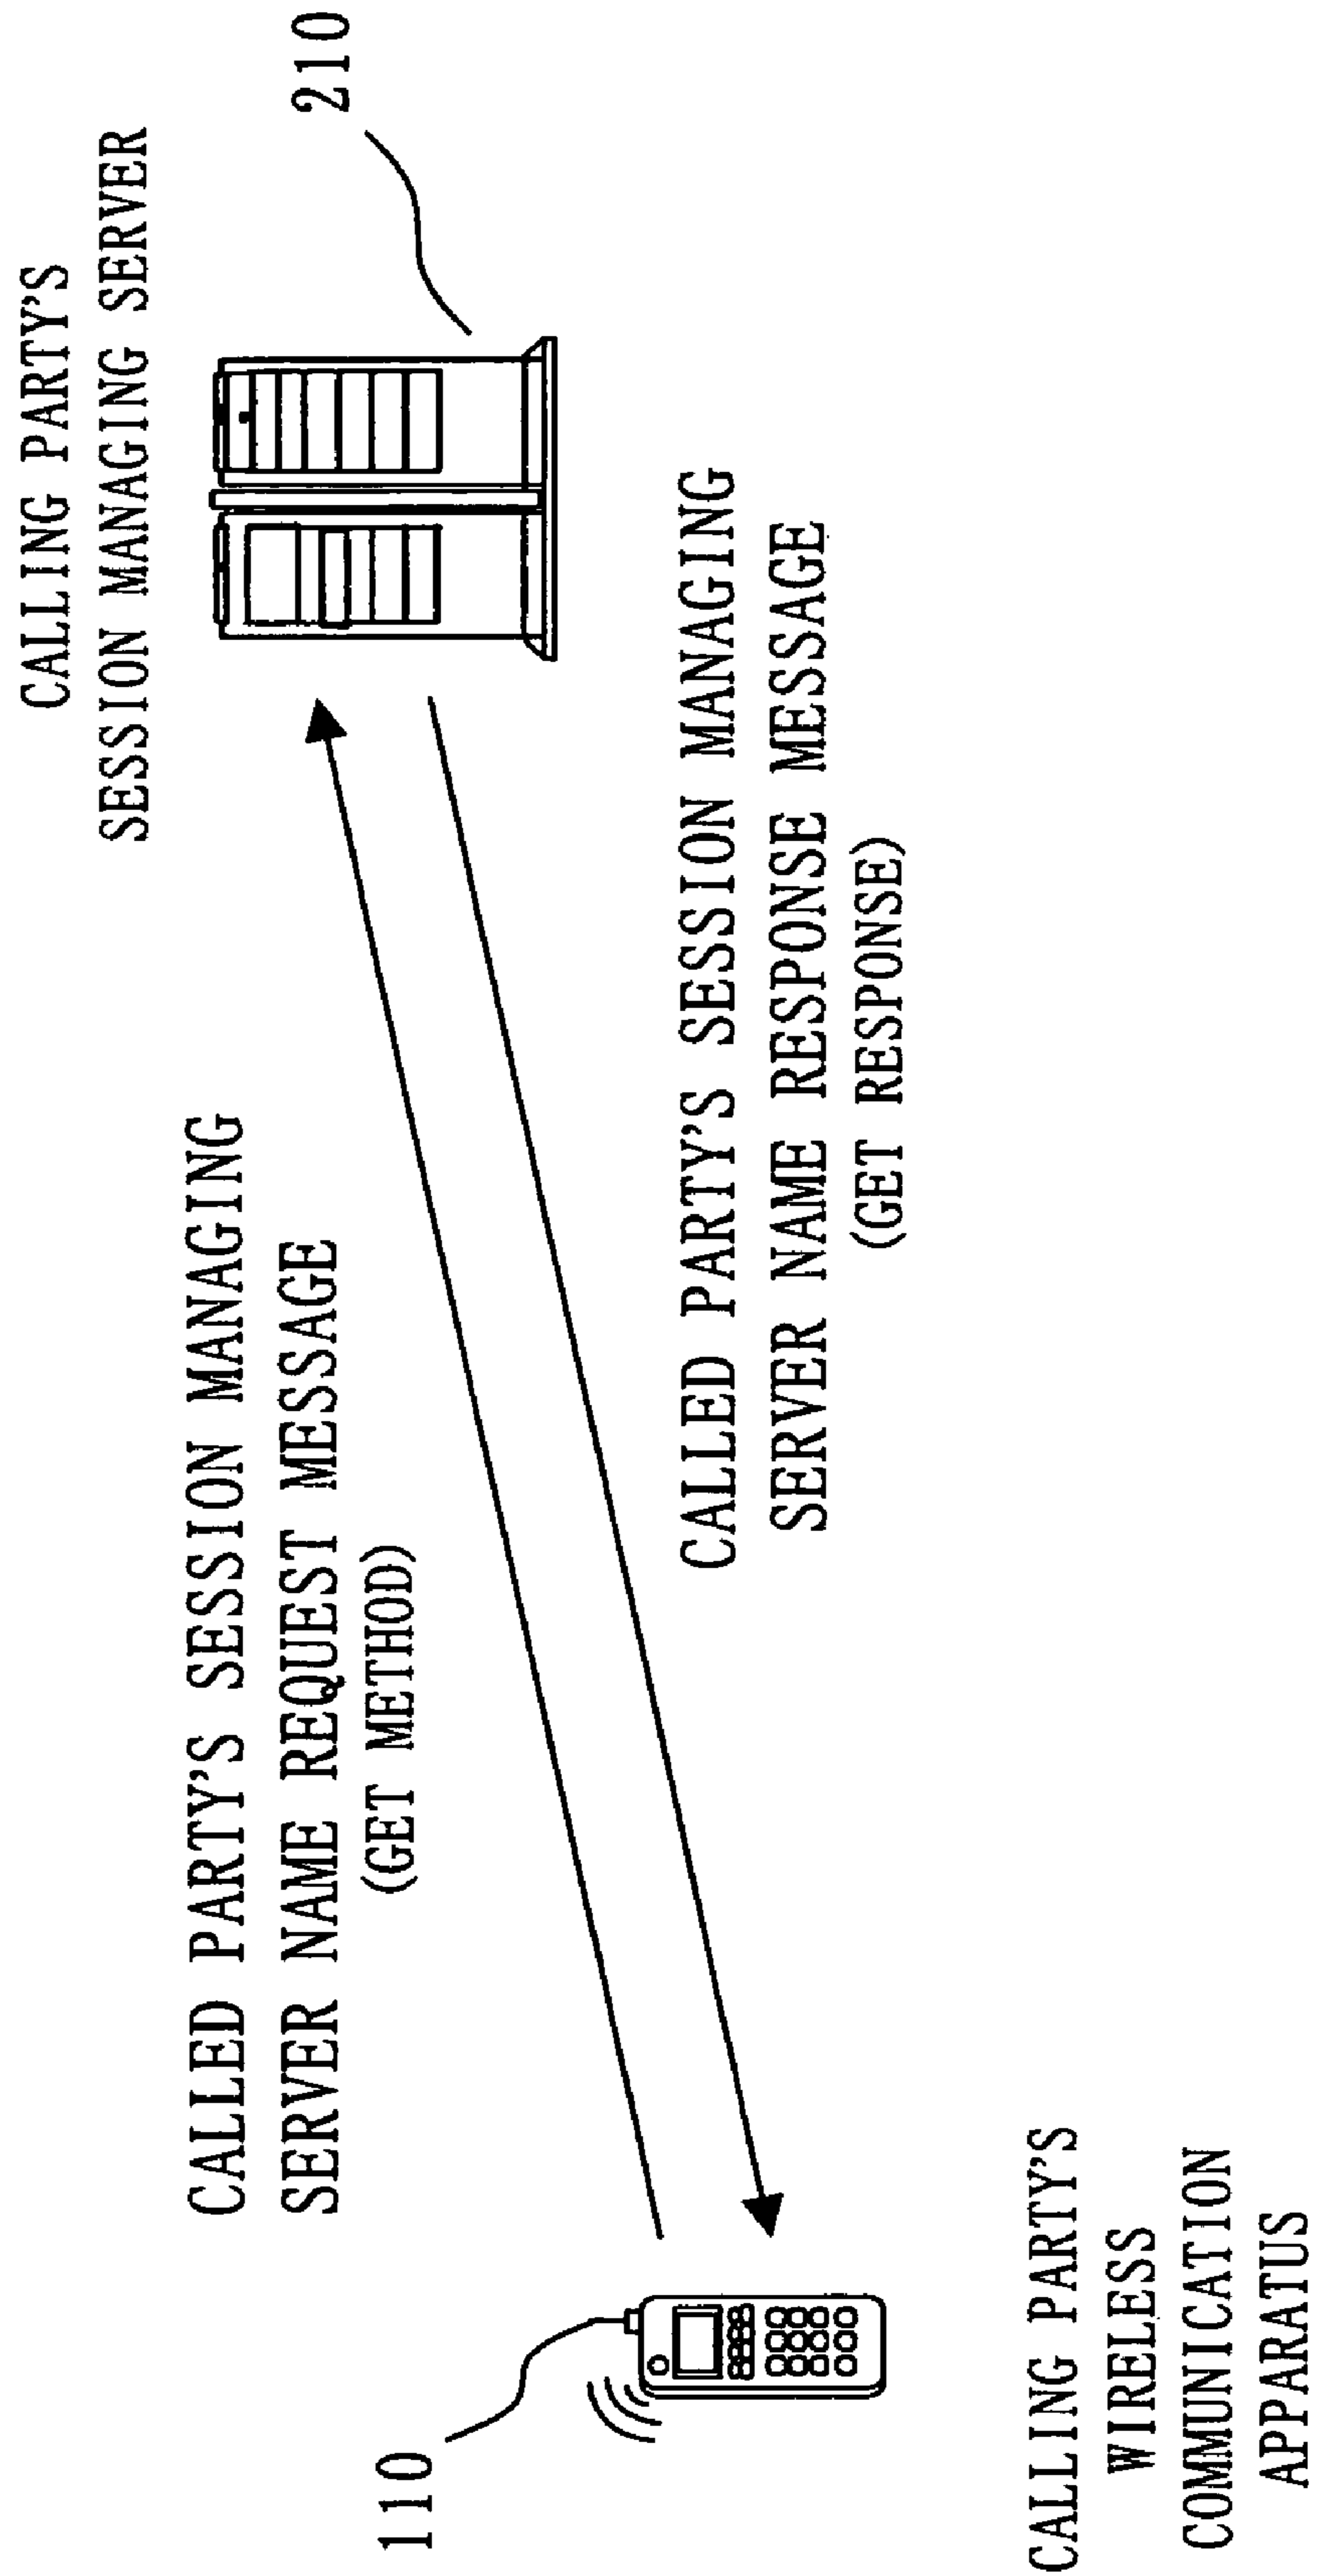 CALLING PARTY'S
SESSION MANAGING SERVER
210
CALLED PARTY'S SESSION MANAGING
SERVER NAME REQUEST MESSAGE
(GET METHOD)
CALLED PARTY'S SESSION MANAGING
SERVER NAME RESPONSE MESSAGE
(GET RESPONSE)
110
CALLING PARTY'S
WIRELESS
COMMUNICATION
APPARATUS